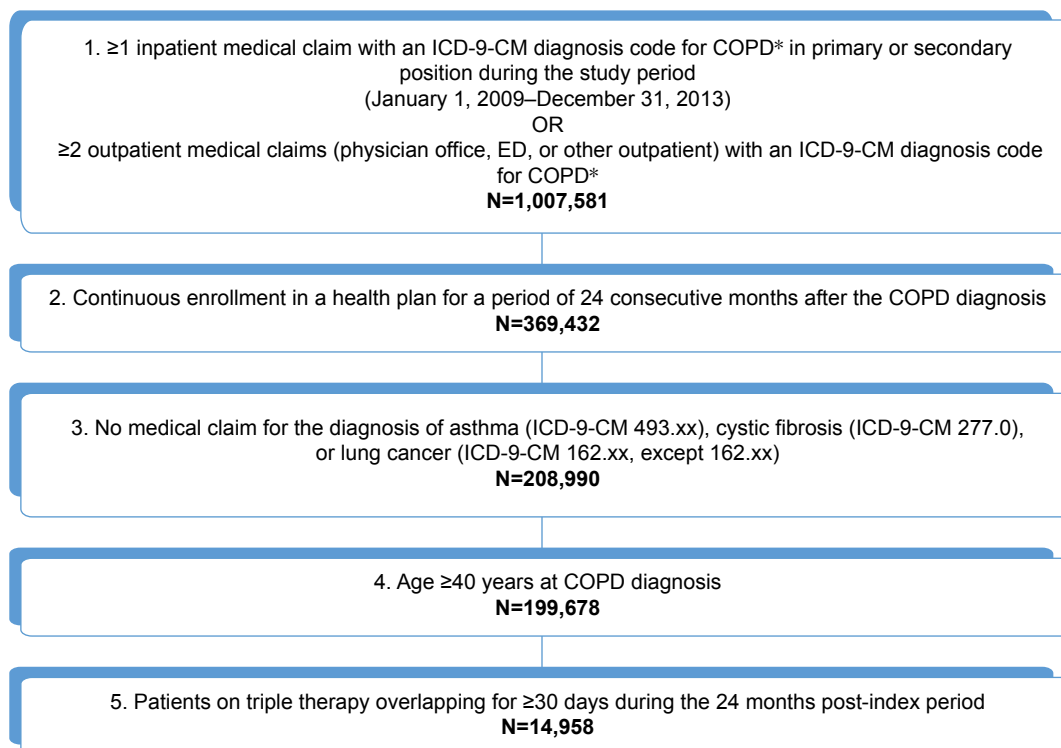 1. ≥1 inpatient medical claim with an ICD-9-CM diagnosis code for COPD* in primary or secondary
position during the study period
(January 1, 2009–December 31, 2013)
OR
≥2 outpatient medical claims (physician office, ED, or other outpatient) with an ICD-9-CM diagnosis code
for COPD*
N=1,007,581
2. Continuous enrollment in a health plan for a period of 24 consecutive months after the COPD diagnosis
N=369,432
3. No medical claim for the diagnosis of asthma (ICD-9-CM 493.xx), cystic fibrosis (ICD-9-CM 277.0),
or lung cancer (ICD-9-CM 162.xx, except 162.xx)
N=208,990
4. Age ≥40 years at COPD diagnosis
N=199,678
5. Patients on triple therapy overlapping for ≥30 days during the 24 months post-index period
N=14,958